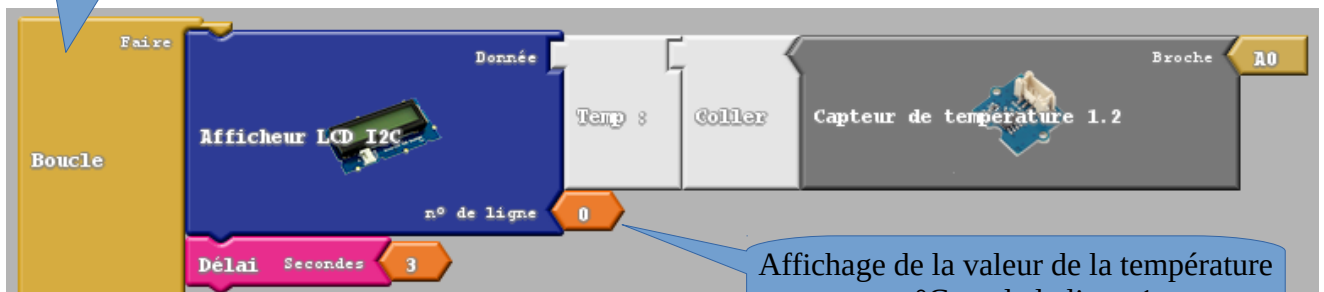 Faire
Donnée
Broche
A0
Temp :
Coller
Capteur de température 1.2
Afficheur LCD I2C
Boucle
n° de ligne
0
Délai Secondes 3
Affichage de la valeur de la température